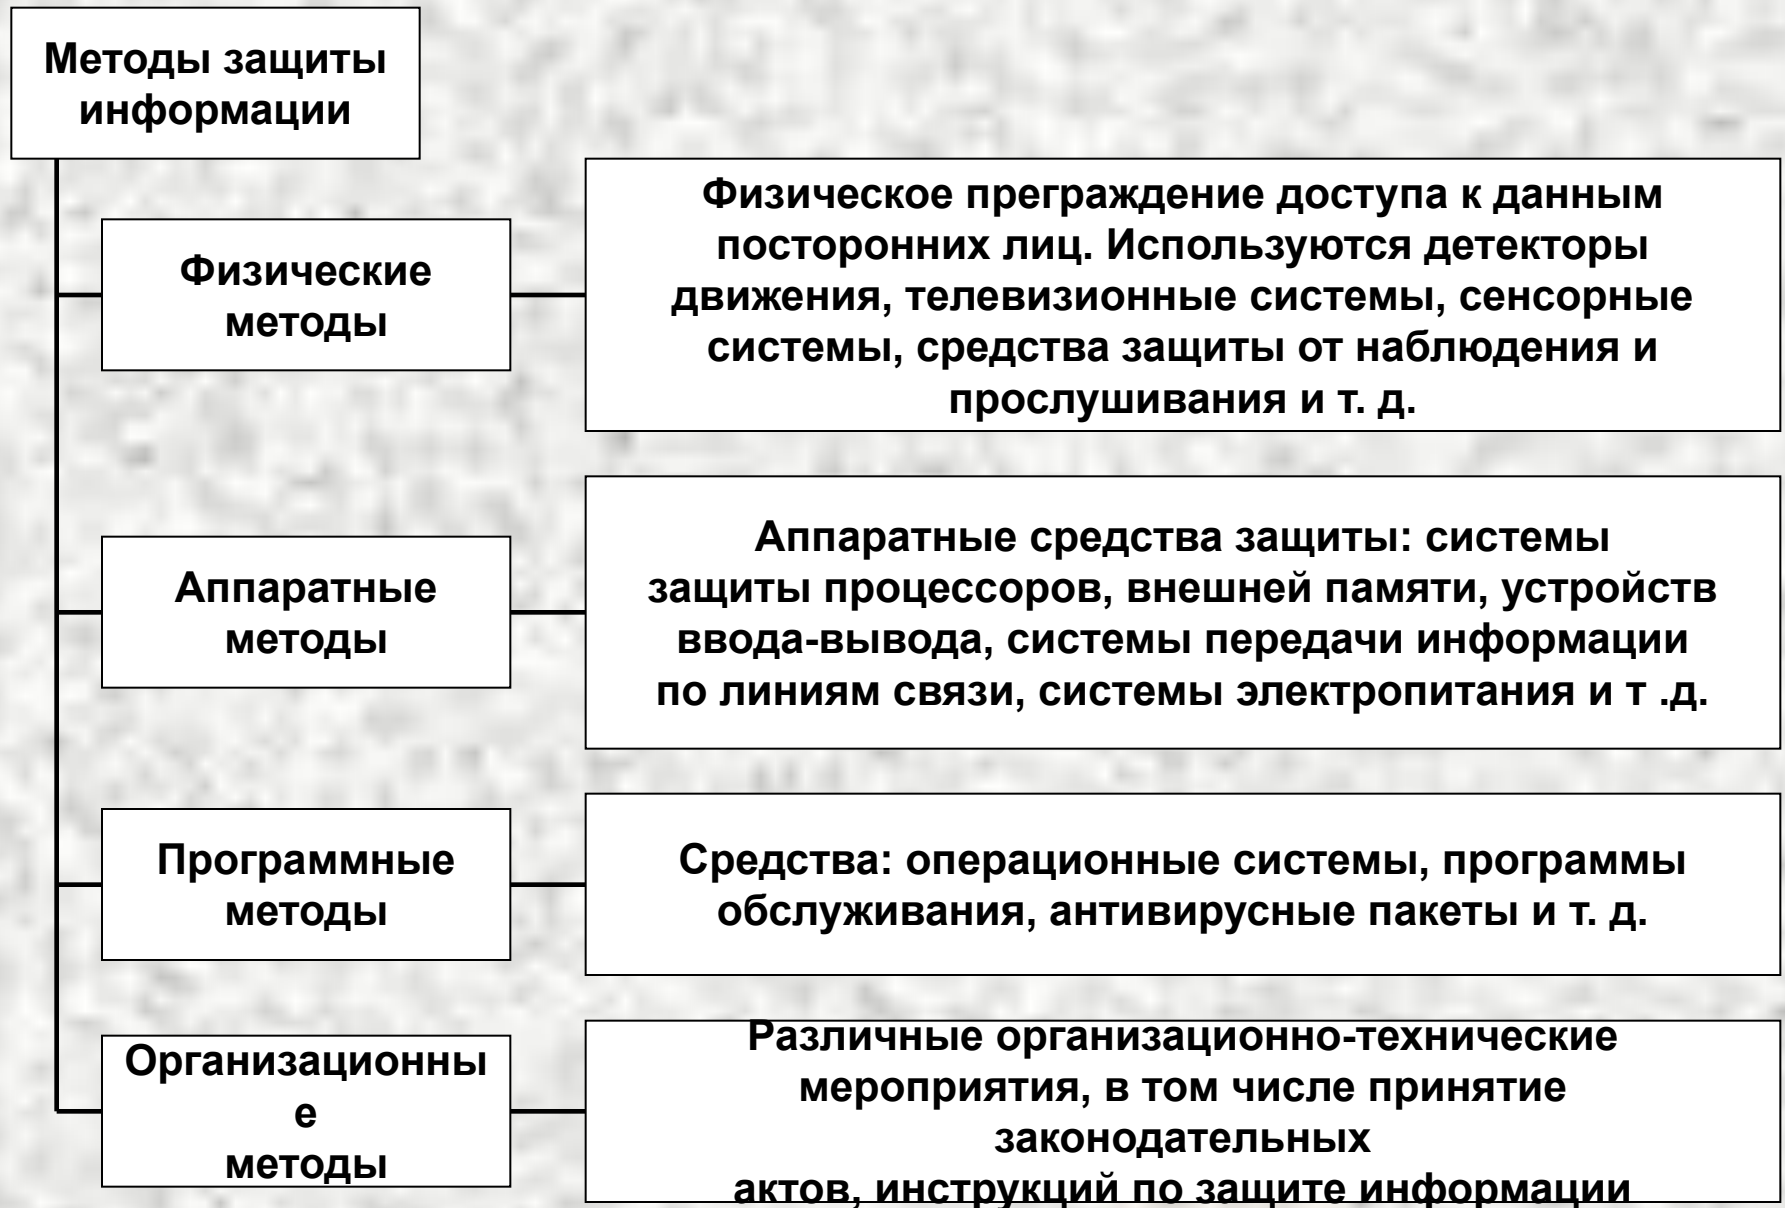 Методы защиты
информации
Физические
методы
Физическое преграждение доступа к данным
посторонних лиц. Используются детекторы
движения, телевизионные системы, сенсорные
системы, средства защиты от наблюдения и
прослушивания и т. д.
Аппаратные
методы
Аппаратные средства защиты: системы
защиты процессоров, внешней памяти, устройств
ввода-вывода, системы передачи информации
по линиям связи, системы электропитания и т .д.
Программные
методы
Средства: операционные системы, программы
обслуживания, антивирусные пакеты и т. д.
Организационны
е
методы
Различные организационно-технические
мероприятия, в том числе принятие
законодательных
актов, инструкций по защите информации